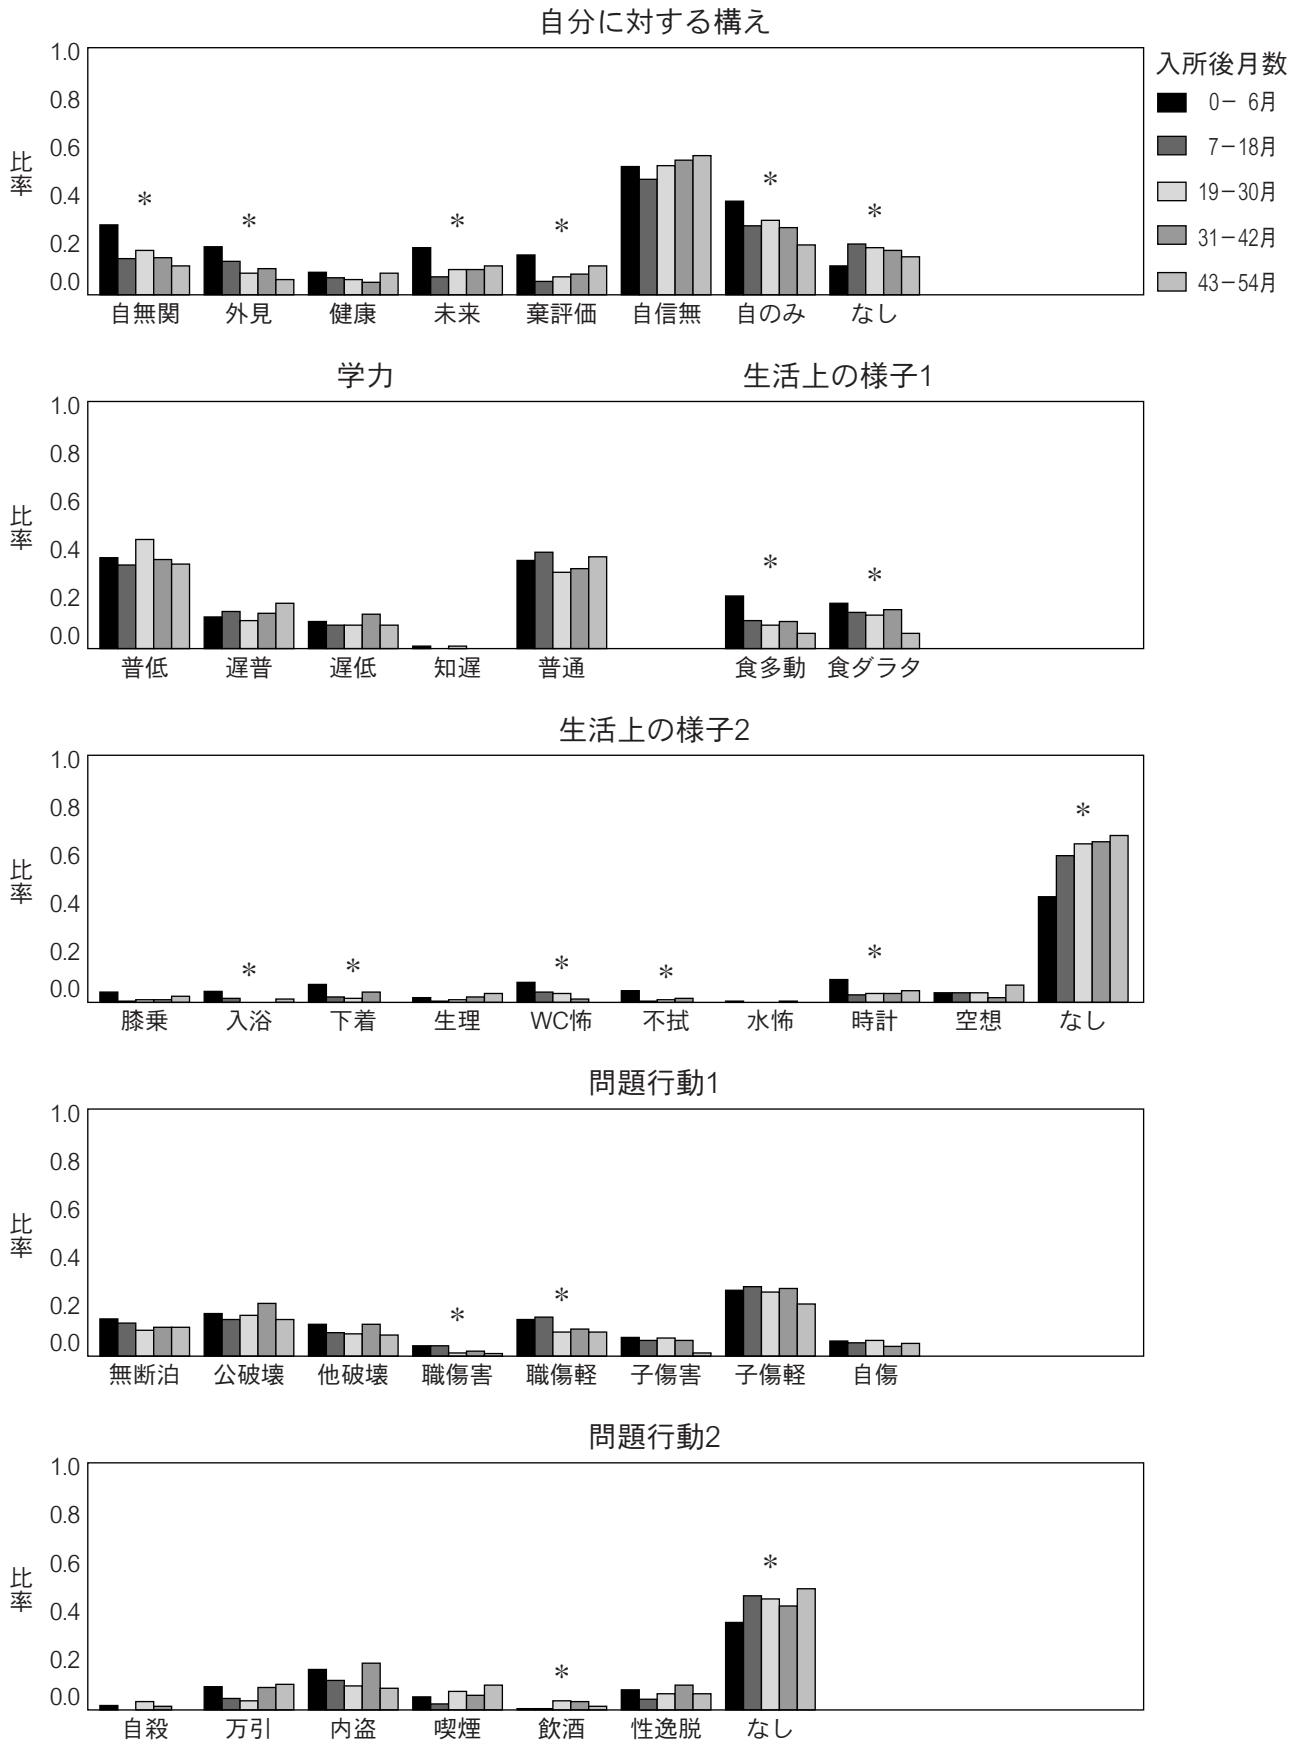 自分に対する構え
1.0
0.8
0.6
0.4
0.2
0.0
比率
* * * * * *
自無関 外見 健康 未来 棄評価 自信無 自のみ なし
入所後月数
0− 6月
7−18月
19−30月
31−42月
43−54月
学力 生活上の様子1
1.0
0.8
0.6
0.4
0.2
0.0
比率
* *
普低 遅普 遅低 知遅 普通 食多動 食ダラタ
生活上の様子2
1.0
0.8
0.6
0.4
0.2
0.0
比率
* * * * * *
膝乗 入浴 下着 生理 WC怖 不拭 水怖 時計 空想 なし
問題行動1
1.0
0.8
0.6
0.4
0.2
0.0
比率
* *
無断泊 公破壊 他破壊 職傷害 職傷軽 子傷害 子傷軽 自傷
問題行動2
1.0
0.8
0.6
0.4
0.2
0.0
比率
* *
自殺 万引 内盗 喫煙 飲酒 性逸脱 なし